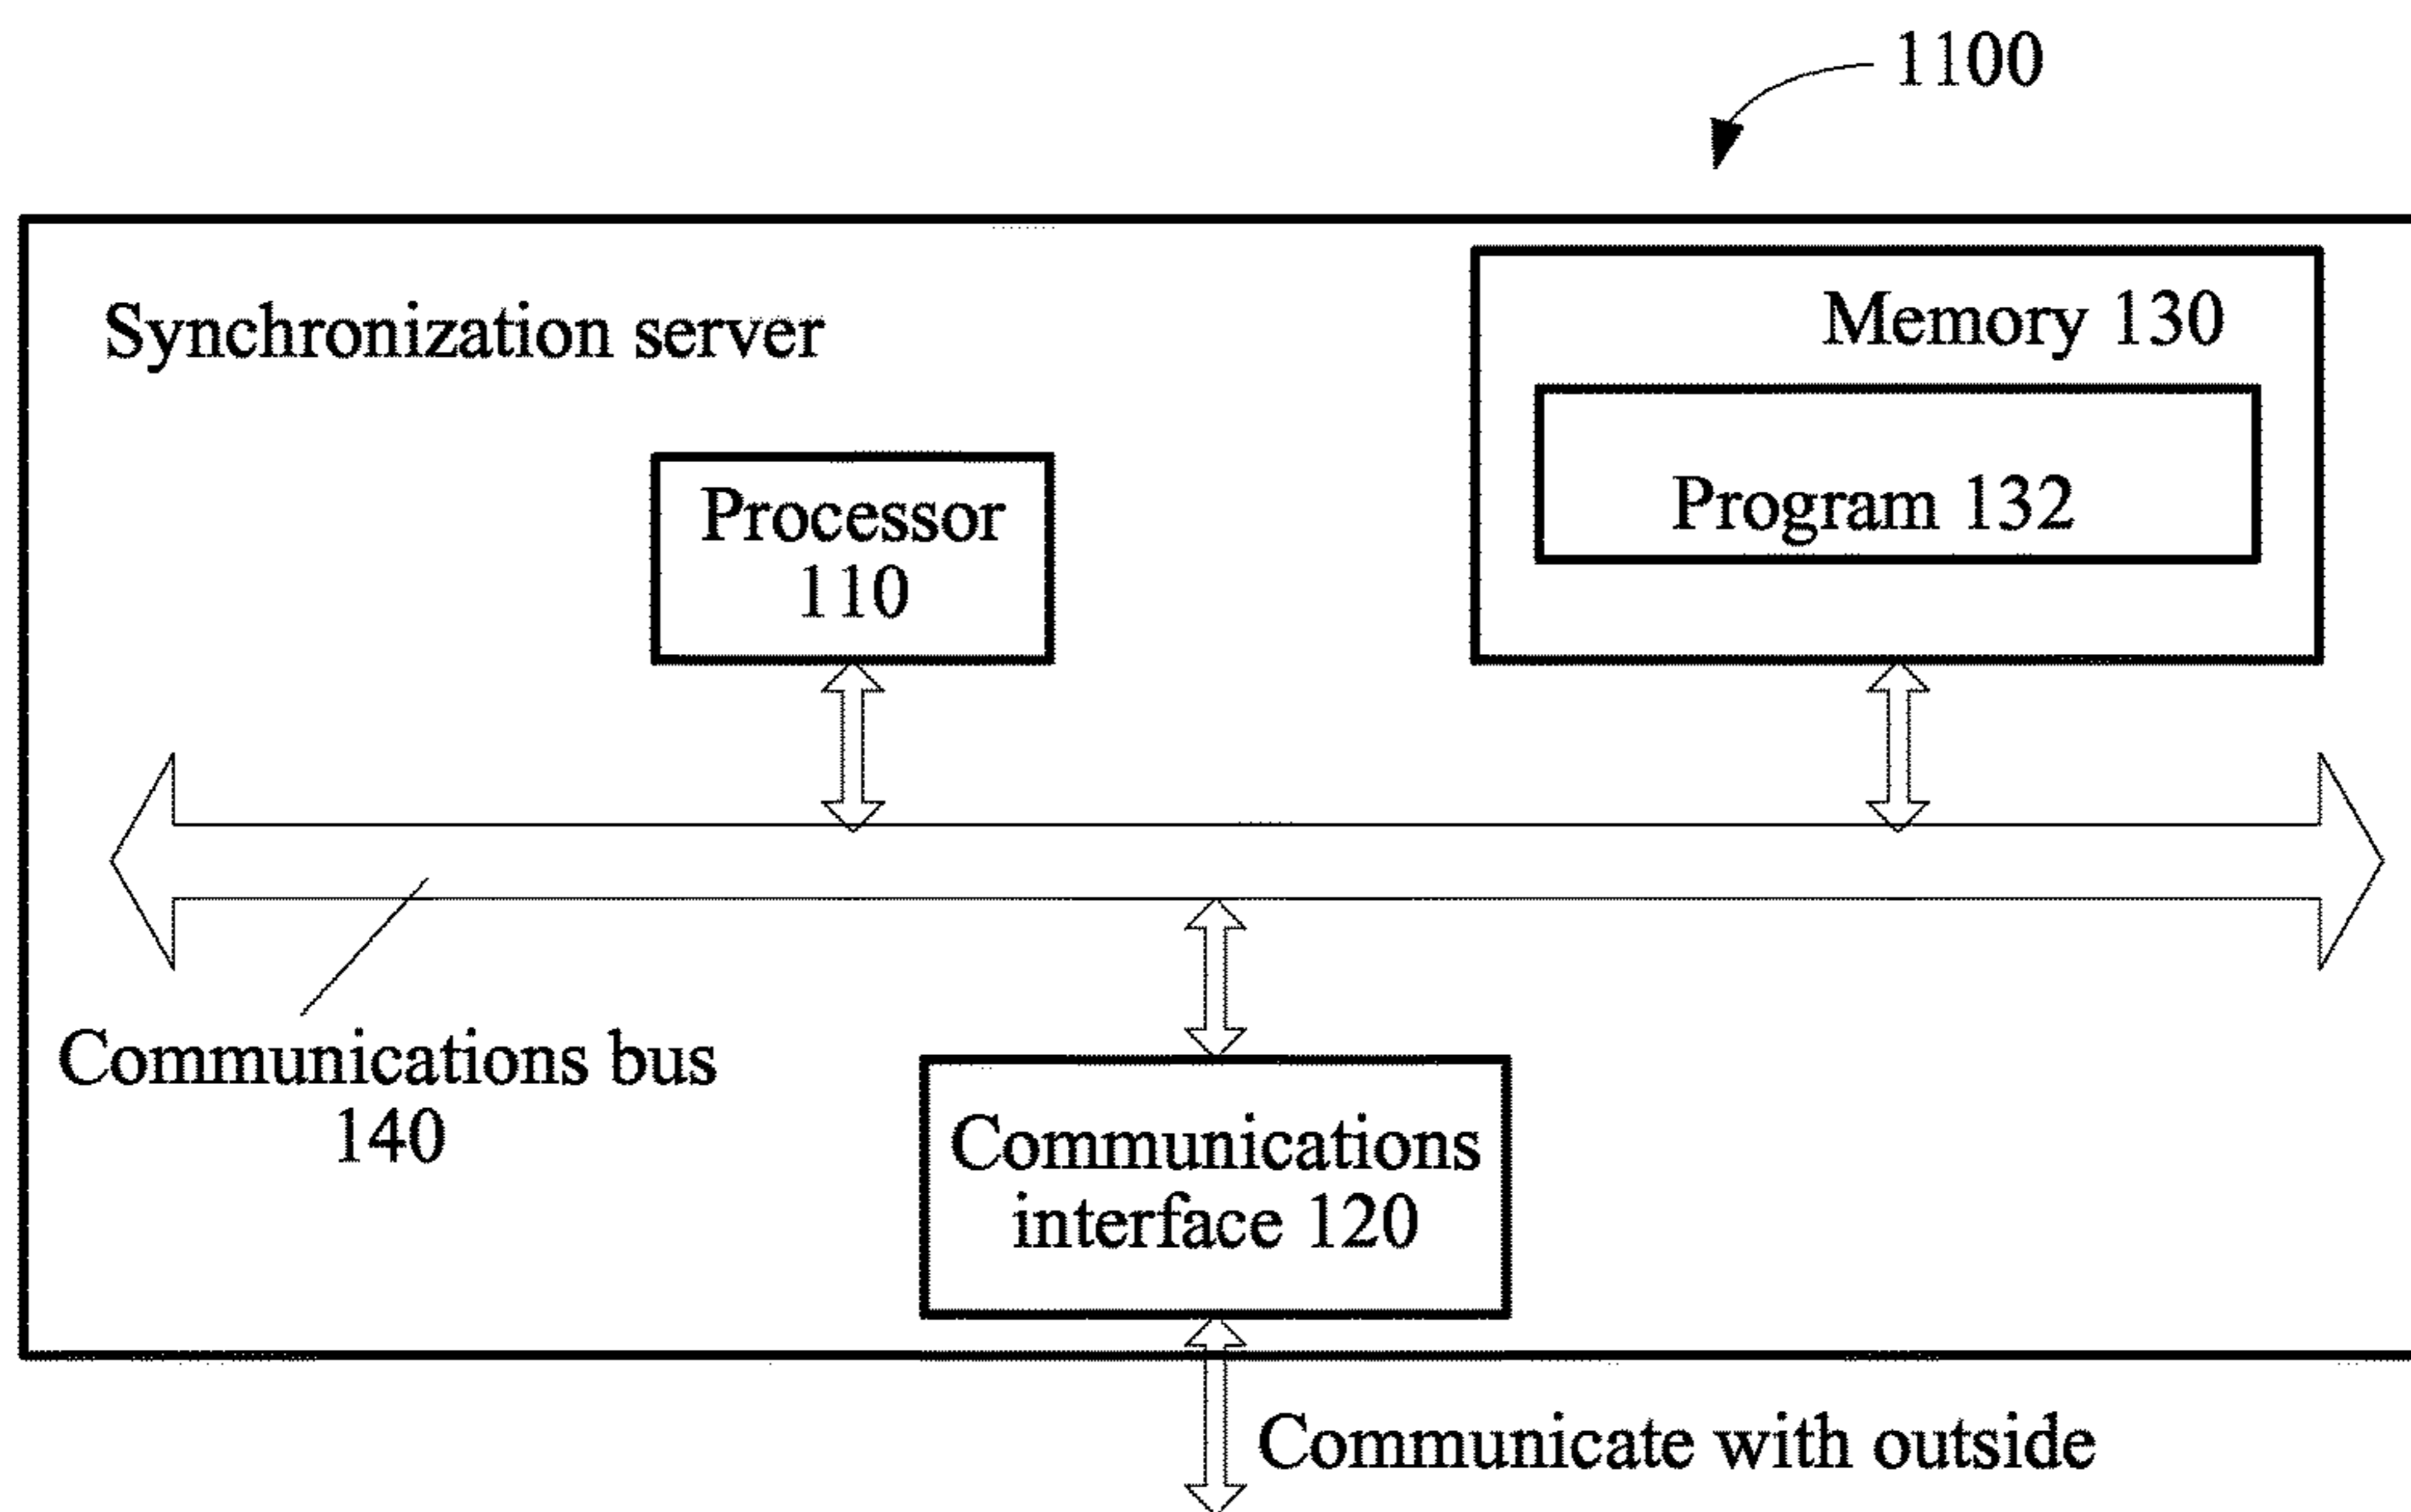 1100
Synchronization server
Memory 130
Program 132
Processor
110
Communications bus
140
Communications
interface 120
Communicate with outside